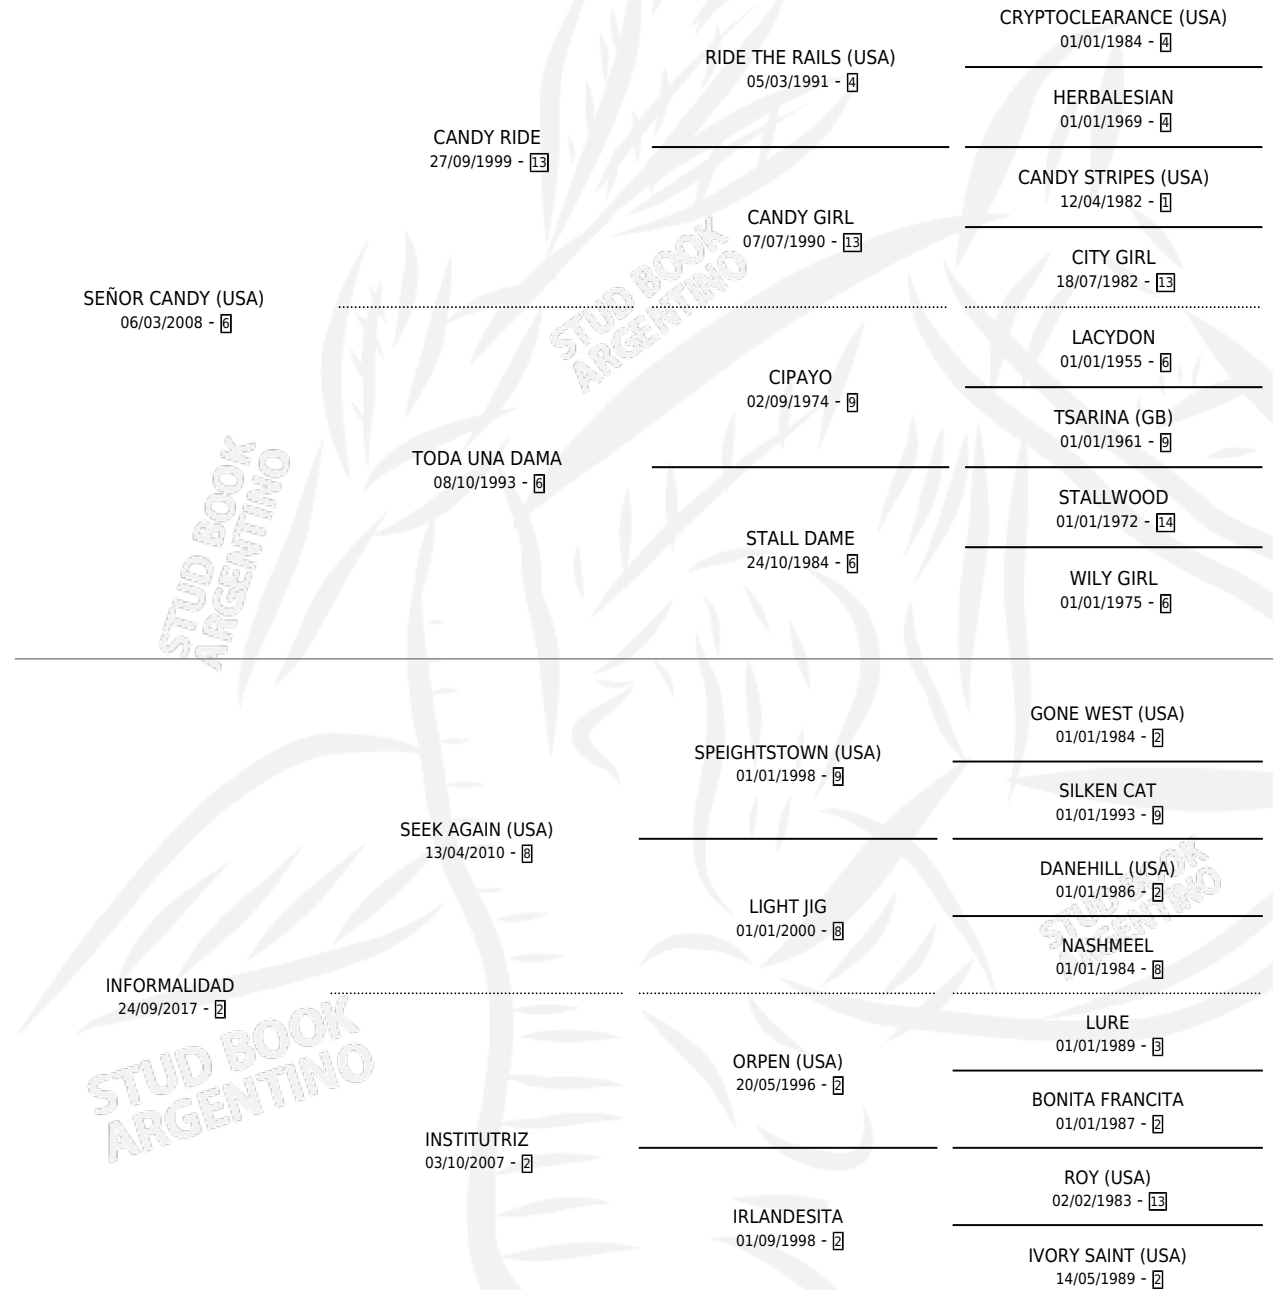 CRYPTOCLEARANCE (USA)
01/01/1984 - 4
RIDE THE RAILS (USA)
05/03/1991 - 4
HERBALESIAN
01/01/1969 - 4
CANDY RIDE
27/09/1999 - 13
CANDY STRIPES (USA)
12/04/1982 - 1
CANDY GIRL
07/07/1990 - 13
CITY GIRL
18/07/1982 - 13
SEÑOR CANDY (USA)
06/03/2008 - 6
LACYDON
01/01/1955 - 6
CIPAYO
02/09/1974 - 9
TSARINA (GB)
01/01/1961 - 9
TODA UNA DAMA
08/10/1993 - 6
STALLWOOD
01/01/1972 - 14
STALL DAME
24/10/1984 - 6
WILY GIRL
01/01/1975 - 6
STUD BOOK
ARGENTINO
STUD BOOK
ARGENTINO
GONE WEST (USA)
01/01/1984 - 2
SPEIGHTSTOWN (USA)
01/01/1998 - 9
SILKEN CAT
01/01/1993 - 9
SEEK AGAIN (USA)
13/04/2010 - 8
DANEHILL (USA)
01/01/1986 - 2
LIGHT JIG
01/01/2000 - 8
NASHMEEL
01/01/1984 - 8
STUD BOOK
ARGENTINO
INFORMALIDAD
24/09/2017 - 2
LURE
01/01/1989 - 3
ORPEN (USA)
20/05/1996 - 2
BONITA FRANCITA
01/01/1987 - 2
INSTITUTRIZ
03/10/2007 - 2
ROY (USA)
02/02/1983 - 13
IRLANDESITA
01/09/1998 - 2
IVORY SAINT (USA)
14/05/1989 - 2
STUD BOOK
ARGENTINO